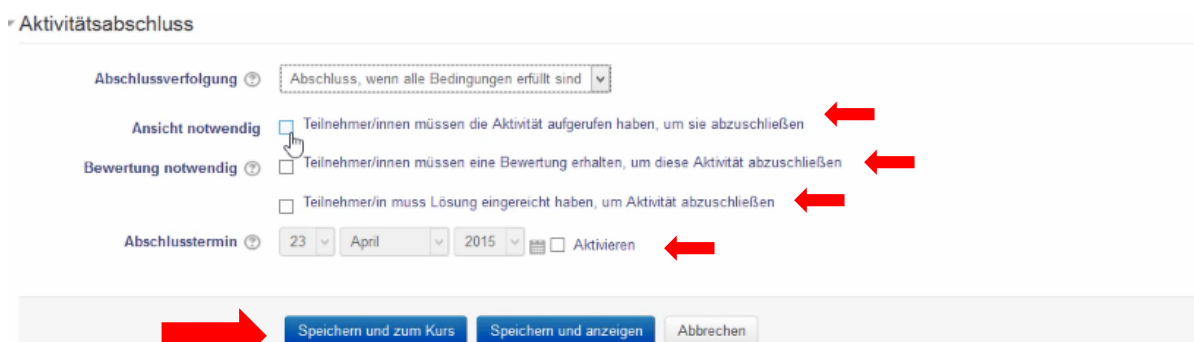 Aktivitätsabschluss
Abschlussverfolgung ? Abschluss, wenn alle Bedingungen erfüllt sind
Ansicht notwendig Teilnehmer/innen müssen die Aktivität aufgerufen haben, um sie abzuschließen
Bewertung notwendig ? Teilnehmer/innen müssen eine Bewertung erhalten, um diese Aktivität abzuschließen
Teilnehmer/in muss Lösung eingereicht haben, um Aktivität abzuschließen
Abschlusstermin ? 23 April 2015 Aktivieren
Speichern und zum Kurs Speichern und anzeigen Abbrechen